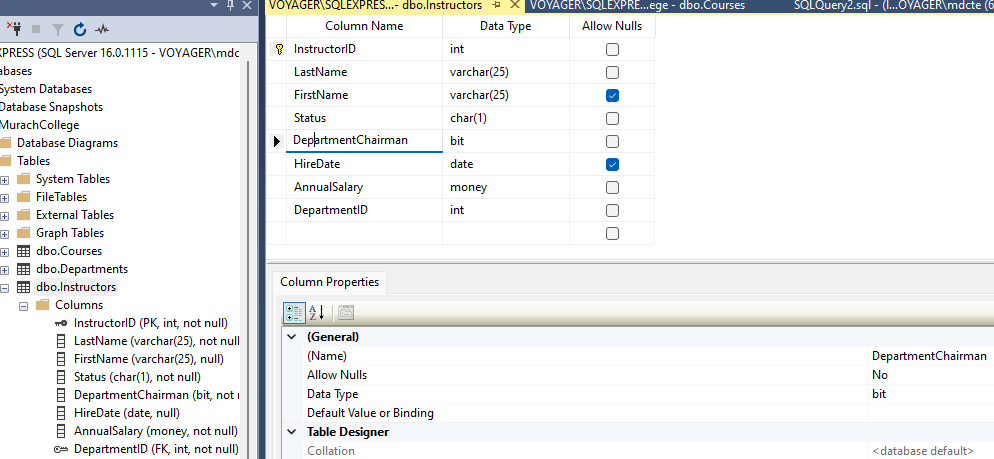 VOYAGER\SQLEXPRES...- dbo.Instructors
VOYAGER\SQLEXPRES...ege - dbo.Courses
SQLQuery2.sql - (l...OYAGER\mdcte (6
XPRESS (SQL Server 16.0.1115 - VOYAGER\mdc
abases
System Databases
Database Snapshots
MurachCollege
Database Diagrams
Tables
System Tables
FileTables
External Tables
Graph Tables
dbo.Courses
dbo.Departments
dbo.Instructors
Columns
InstructorID (PK, int, not null)
LastName (varchar(25), not null
FirstName (varchar(25), null)
Status (char(1), not null)
DepartmentChairman (bit, not n
HireDate (date, null)
AnnualSalary (money, not null)
DepartmentID (FK, int, not null)
Column Name Data Type Allow Nulls
InstructorID int
LastName varchar(25)
FirstName varchar(25)
Status char(1)
DepartmentChairman bit
HireDate date
AnnualSalary money
DepartmentID int
Column Properties
A Z
(General)
(Name) DepartmentChairman
Allow Nulls No
Data Type bit
Default Value or Binding
Table Designer
Collation <database default>